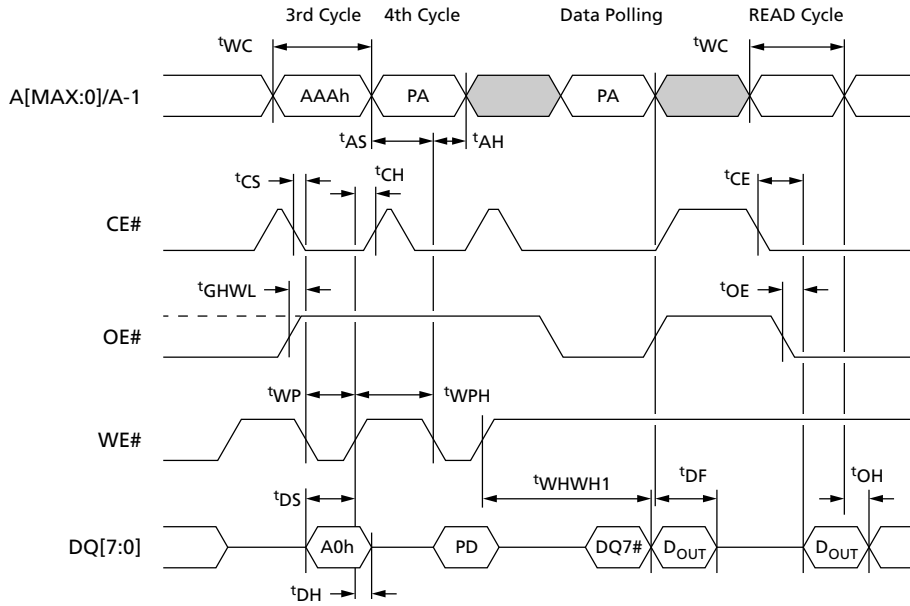 3rd Cycle 4th Cycle Data Polling READ Cycle
tWC tWC
A[MAX:0]/A-1 AAAh PA PA
tAS tAH
tCS tCH tCE
CE#
tGHWL tOE
OE#
tWP tWPH
WE#
tDS tWHWH1 tDF tOH
DQ[7:0] A0h PD DQ7# DOUT DOUT
tDH